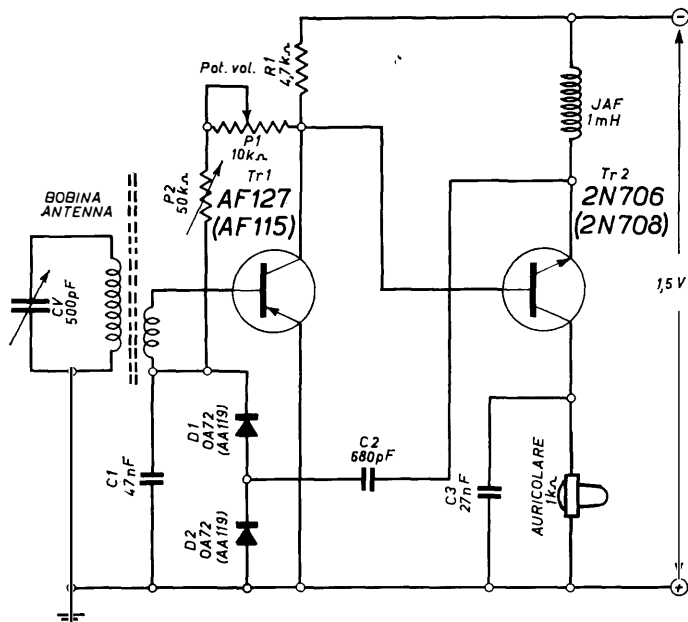 Pot. vol.
R1
4,7kΩ
P1
10kΩ
P2
50kΩ
Tr1
AF127
(AF115)
JAF
1mH
Tr2
2N706
(2N708)
BOBINA
ANTENNA
CV
500pF
1,5 V
D1
OA72
(AA119)
C1
47nF
C2
680pF
C3
27nF
AURICOLARE
1kΩ
D2
OA72
(AA119)
−
+